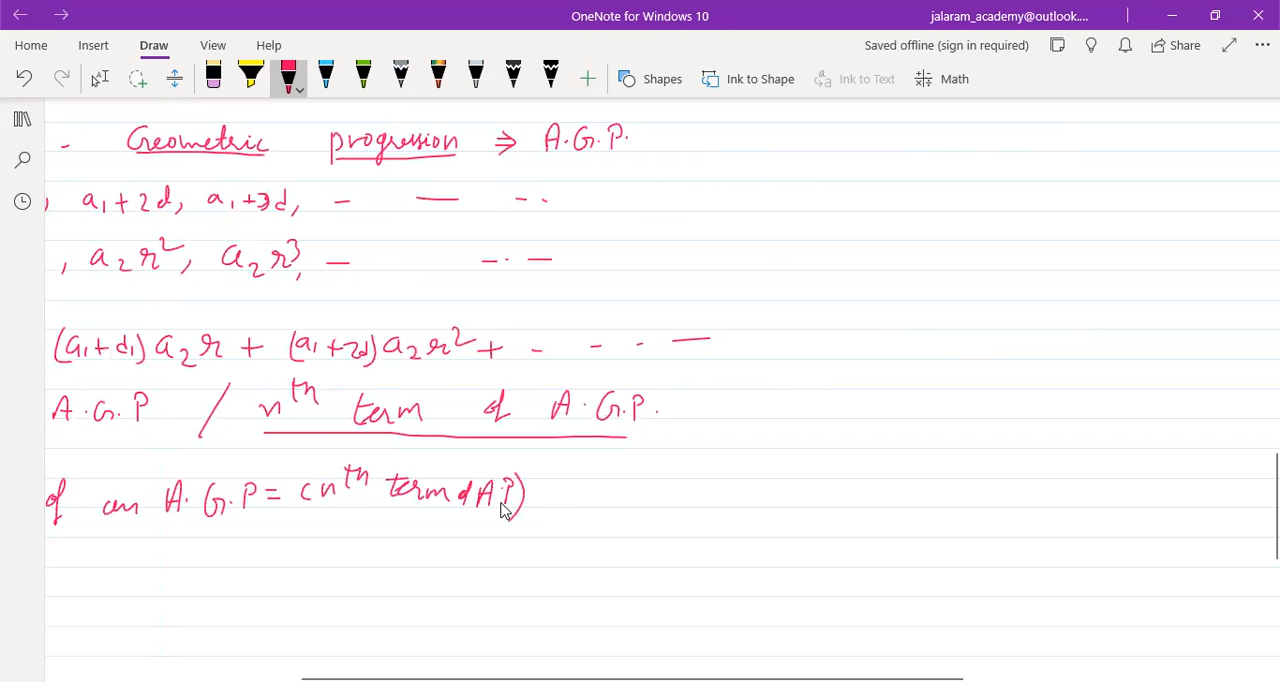 OneNote for Windows 10
jalaram_academy@outlook....
Home Insert Draw View Help
Saved offline (sign in required)
Share
Shapes
Ink to Shape
Ink to Text
Math
- Geometric progression ⇒ A.G.P.
, a₁+2d, a₁+3d, - — - ..
, a₂r², a₂r³, — -. —
(a₁+d₁)a₂r + (a₁+2d)a₂r² + - - . —
A.G.P / nᵗʰ term of A.G.P.
of an A.G.P = (nᵗʰ term of A.P)